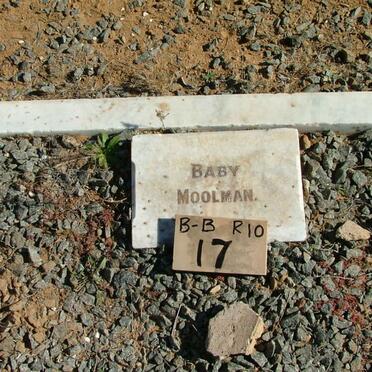 BABY
MOOLMAN.
B-B R10
17